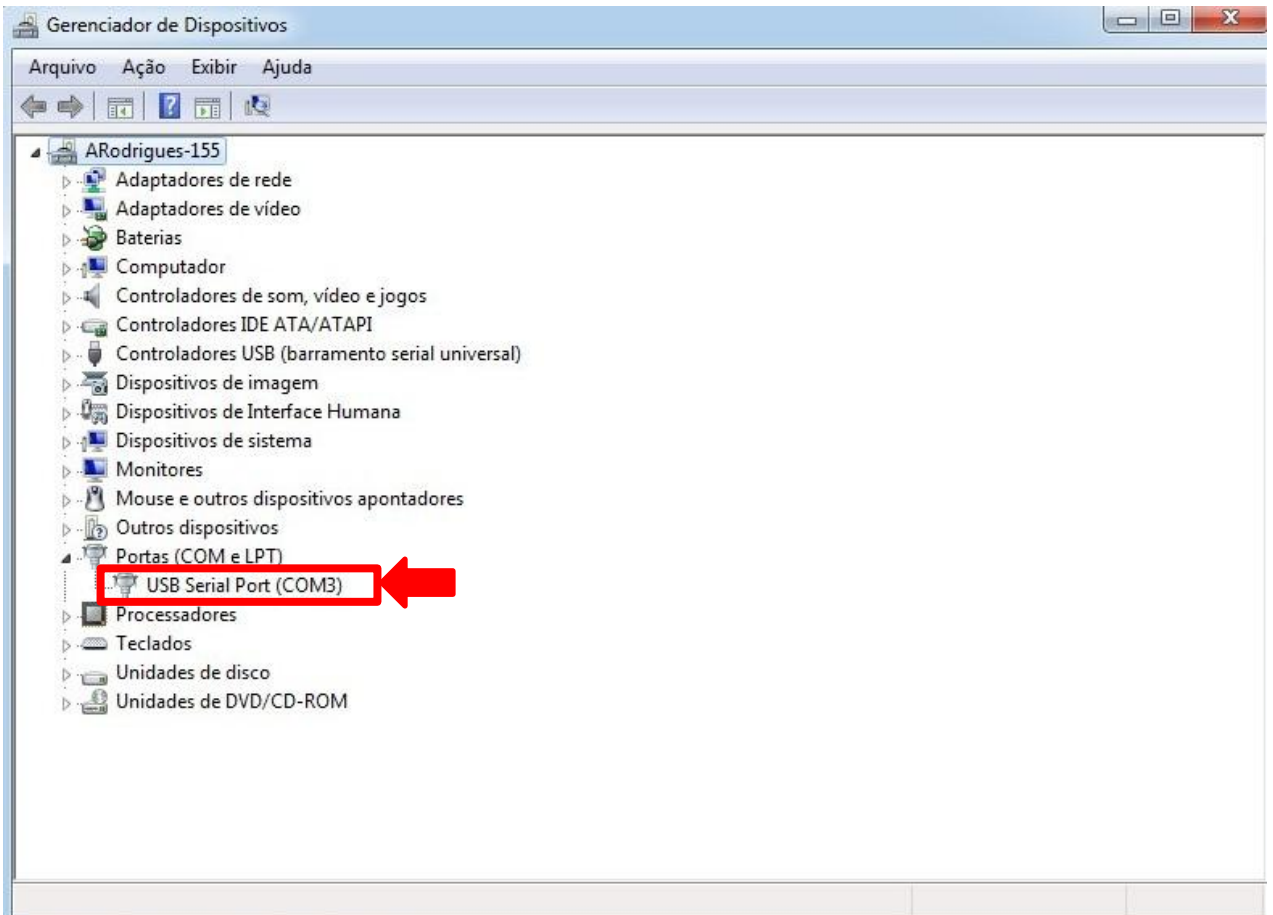 Gerenciador de Dispositivos
Arquivo Ação Exibir Ajuda
ARodrigues-155
Adaptadores de rede
Adaptadores de vídeo
Baterias
Computador
Controladores de som, vídeo e jogos
Controladores IDE ATA/ATAPI
Controladores USB (barramento serial universal)
Dispositivos de imagem
Dispositivos de Interface Humana
Dispositivos de sistema
Monitores
Mouse e outros dispositivos apontadores
Outros dispositivos
Portas (COM e LPT)
USB Serial Port (COM3)
Processadores
Teclados
Unidades de disco
Unidades de DVD/CD-ROM